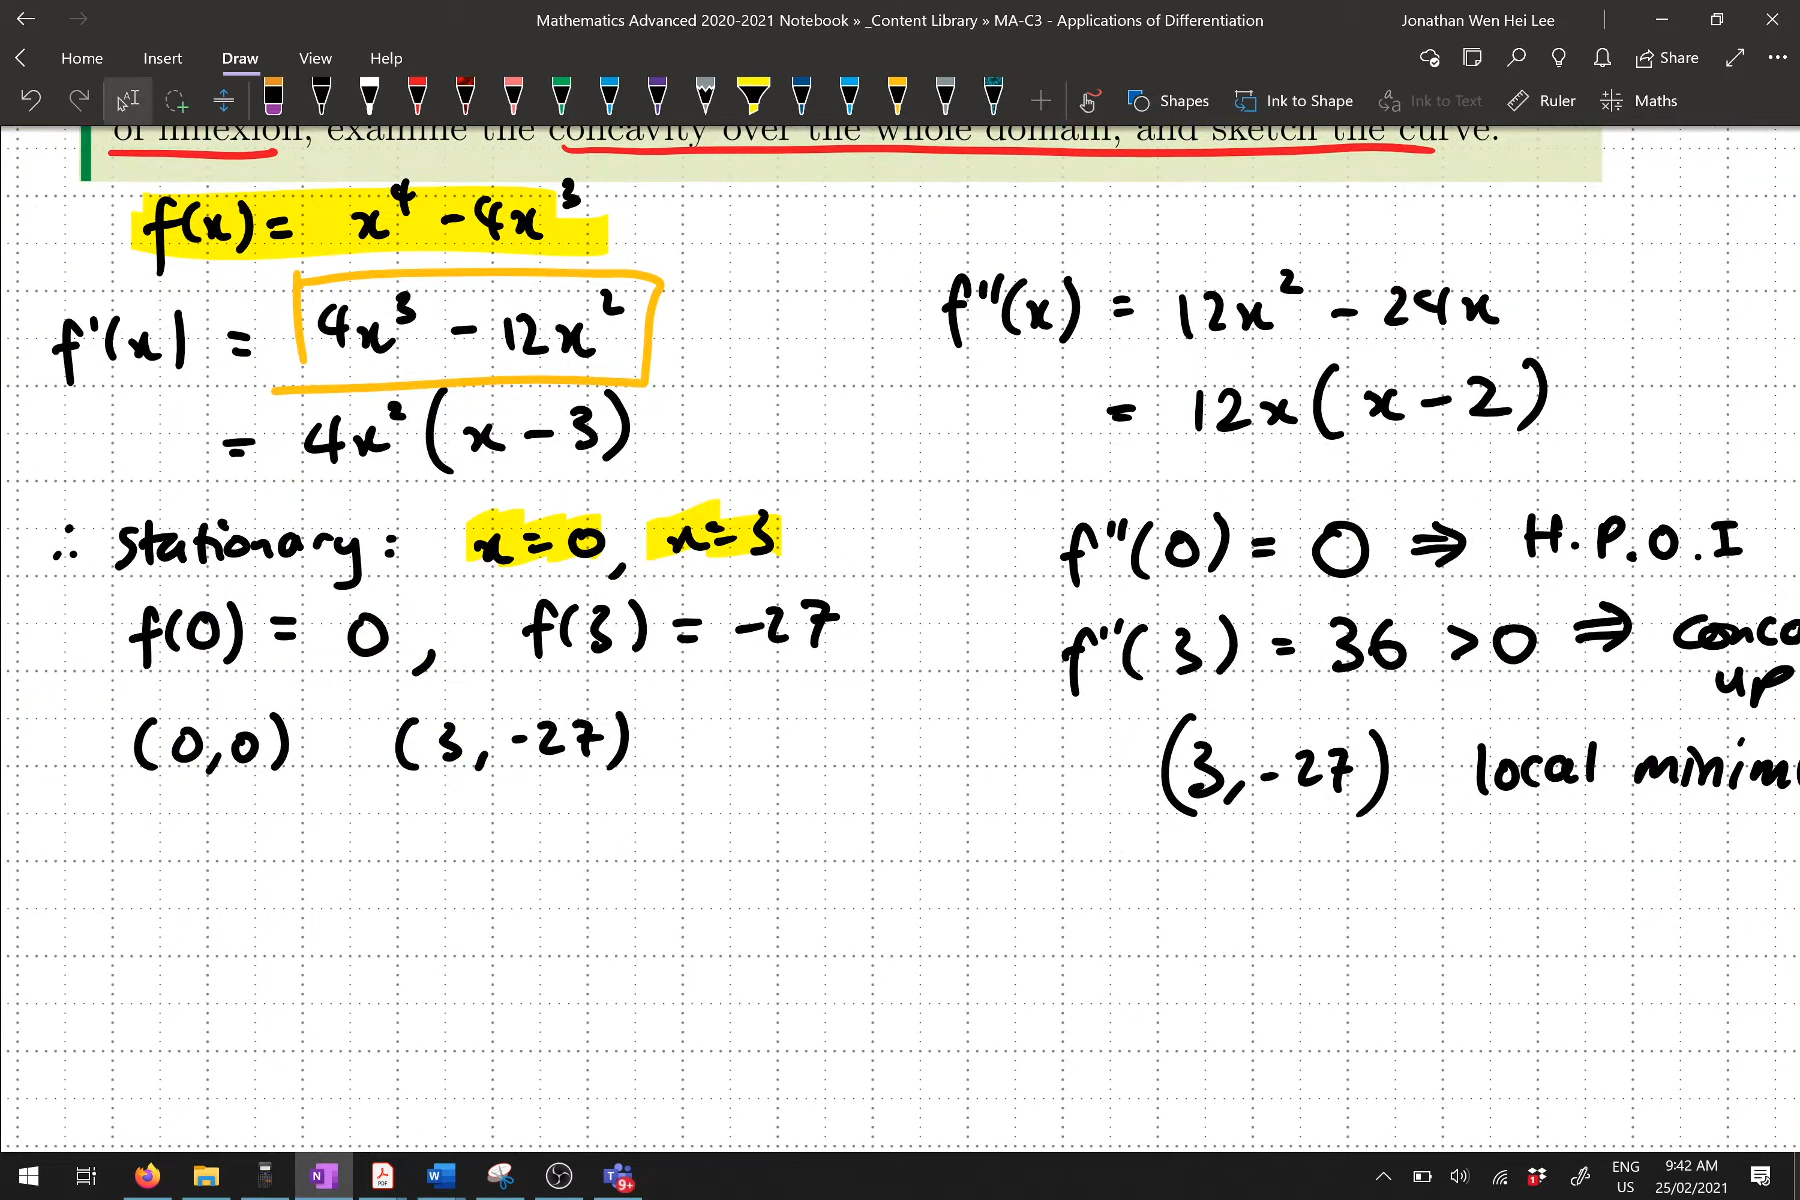 Mathematics Advanced 2020-2021 Notebook » _Content Library » MA-C3 - Applications of Differentiation
Jonathan Wen Hei Lee
Home Insert Draw View Help
Share
Shapes Ink to Shape Ink to Text Ruler Maths
of inflexion, examine the concavity over the whole domain, and sketch the curve.
f(x) = x⁴ - 4x³
f'(x) = 4x³ - 12x²
= 4x² (x - 3)
∴ stationary: x = 0, x = 3
f(0) = 0, f(3) = -27
(0,0) (3, -27)
f''(x) = 12x² - 24x
= 12x (x - 2)
f''(0) = 0 ⇒ H.P.O.I
f''(3) = 36 > 0 ⇒ conca
up
(3, -27) local minim
ENG
US
9:42 AM
25/02/2021
9+
1